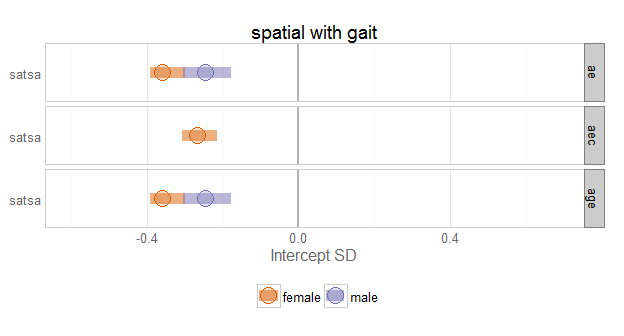 spatial with gait
satsa
ae
satsa
aec
satsa
age
-0.4 0.0 0.4
Intercept SD
female male